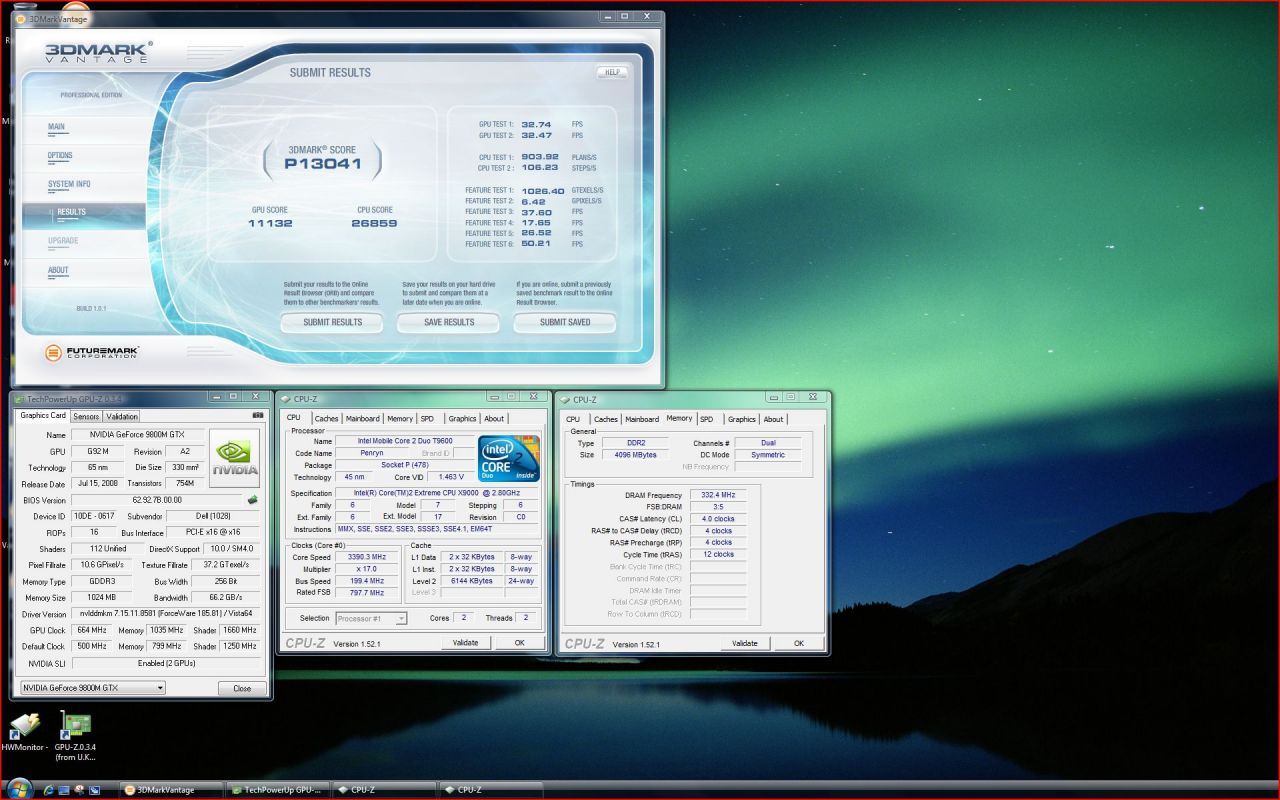 3DMarkVantage
3DMARK®
VANTAGE
SUBMIT RESULTS
HELP
PROFESSIONAL EDITION
MAIN
OPTIONS
SYSTEM INFO
RESULTS
UPGRADE
ABOUT
BUILD 1.0.1
FUTUREMARK
CORPORATION
3DMARK® SCORE
P13041
GPU SCORE
11132
CPU SCORE
26859
GPU TEST 1: 32.74 FPS
GPU TEST 2: 32.47 FPS
CPU TEST 1: 903.92 PLANS/S
CPU TEST 2: 106.23 STEPS/S
FEATURE TEST 1: 1026.40 GTEXELS/S
FEATURE TEST 2: 6.42 GPIXELS/S
FEATURE TEST 3: 37.60 FPS
FEATURE TEST 4: 17.65 FPS
FEATURE TEST 5: 26.52 FPS
FEATURE TEST 6: 50.21 FPS
Submit your results to the Online
Result Browser (ORB) and compare
them to other benchmarkers' results.
SUBMIT RESULTS
Save your results on your hard drive
to submit and compare them at a
later date when you are online.
SAVE RESULTS
If you are online, submit a previously
saved benchmark result to the Online
Result Browser.
SUBMIT SAVED
TechPowerUp GPU-Z 0.3.4
Graphics Card Sensors Validation
Name NVIDIA GeForce 9800M GTX
GPU G92M Revision A2
Technology 65 nm Die Size 330 mm²
Release Date Jul 15, 2008 Transistors 754M
BIOS Version 62.92.7B.00.00
Device ID 10DE - 0617 Subvendor Dell (1028)
ROPs 16 Bus Interface PCI-E x16 @ x16
Shaders 112 Unified DirectX Support 10.0 / SM4.0
Pixel Fillrate 10.6 GPixel/s Texture Fillrate 37.2 GTexel/s
Memory Type GDDR3 Bus Width 256 Bit
Memory Size 1024 MB Bandwidth 66.2 GB/s
Driver Version nvlddmkm 7.15.11.8581 (ForceWare 185.81) / Vista64
GPU Clock 664 MHz Memory 1035 MHz Shader 1660 MHz
Default Clock 500 MHz Memory 799 MHz Shader 1250 MHz
NVIDIA SLI Enabled (2 GPUs)
NVIDIA GeForce 9800M GTX Close
NVIDIA
CPU-Z
CPU Caches Mainboard Memory SPD Graphics About
Processor
Name Intel Mobile Core 2 Duo T9600
Code Name Penryn Brand ID
Package Socket P (478)
Technology 45 nm Core VID 1.463 V
intel CORE 2 Duo inside™
Specification Intel(R) Core(TM)2 Extreme CPU X9000 @ 2.80GHz
Family 6 Model 7 Stepping 6
Ext. Family 6 Ext. Model 17 Revision C0
Instructions MMX, SSE, SSE2, SSE3, SSSE3, SSE4.1, EM64T
Clocks (Core #0)
Core Speed 3390.3 MHz
Multiplier x 17.0
Bus Speed 199.4 MHz
Rated FSB 797.7 MHz
Cache
L1 Data 2 x 32 KBytes 8-way
L1 Inst. 2 x 32 KBytes 8-way
Level 2 6144 KBytes 24-way
Level 3
Selection Processor #1 Cores 2 Threads 2
CPU-Z Version 1.52.1 Validate OK
CPU-Z
CPU Caches Mainboard Memory SPD Graphics About
General
Type DDR2 Channels # Dual
Size 4096 MBytes DC Mode Symmetric
NB Frequency
Timings
DRAM Frequency 332.4 MHz
FSB:DRAM 3:5
CAS# Latency (CL) 4.0 clocks
RAS# to CAS# Delay (tRCD) 4 clocks
RAS# Precharge (tRP) 4 clocks
Cycle Time (tRAS) 12 clocks
Bank Cycle Time (tRC)
Command Rate (CR)
DRAM Idle Timer
Total CAS# (tRDRAM)
Row To Column (tRCD)
CPU-Z Version 1.52.1 Validate OK
HWMonitor -
GPU-Z.0.3.4
(from U.K...
3DMarkVantage TechPowerUp GPU-... CPU-Z CPU-Z